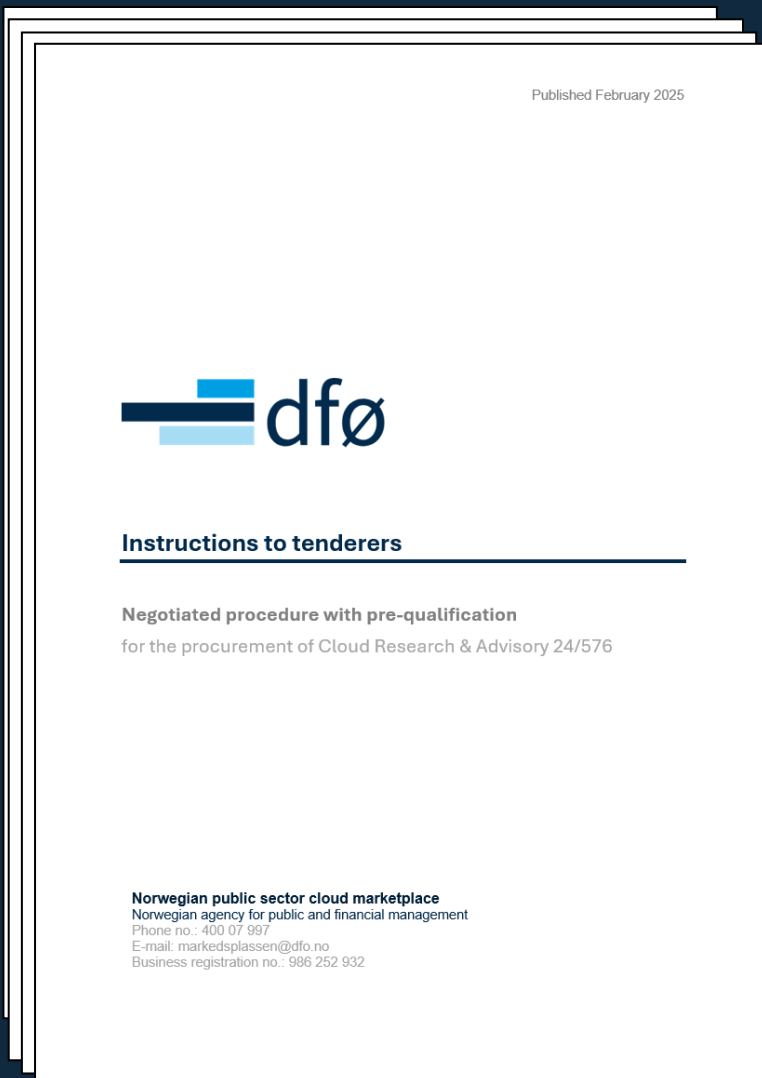 Published February 2025
dfø
Instructions to tenderers
Negotiated procedure with pre-qualification
for the procurement of Cloud Research & Advisory 24/576
Norwegian public sector cloud marketplace
Norwegian agency for public and financial management
Phone no.: 400 07 997
E-mail: markedsplassen@dfo.no
Business registration no.: 986 252 932